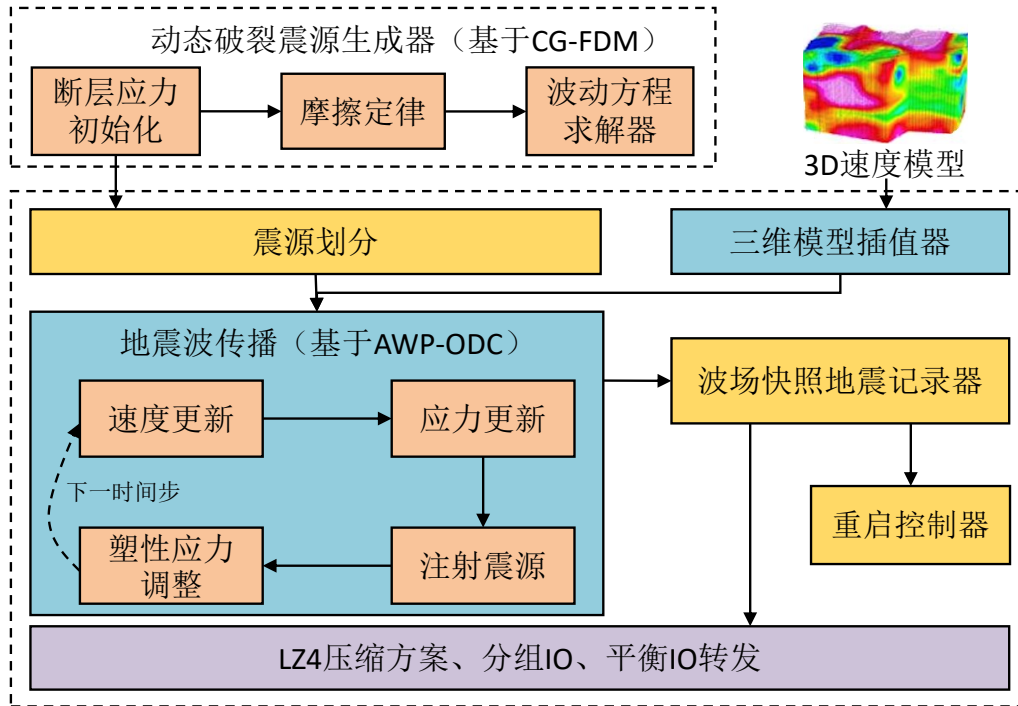 动态破裂震源生成器（基于CG-FDM）
断层应力
初始化
摩擦定律
波动方程
求解器
3D速度模型
震源划分
三维模型插值器
地震波传播（基于AWP-ODC）
速度更新
应力更新
下一时间步
塑性应力
调整
注射震源
波场快照地震记录器
重启控制器
LZ4压缩方案、分组IO、平衡IO转发